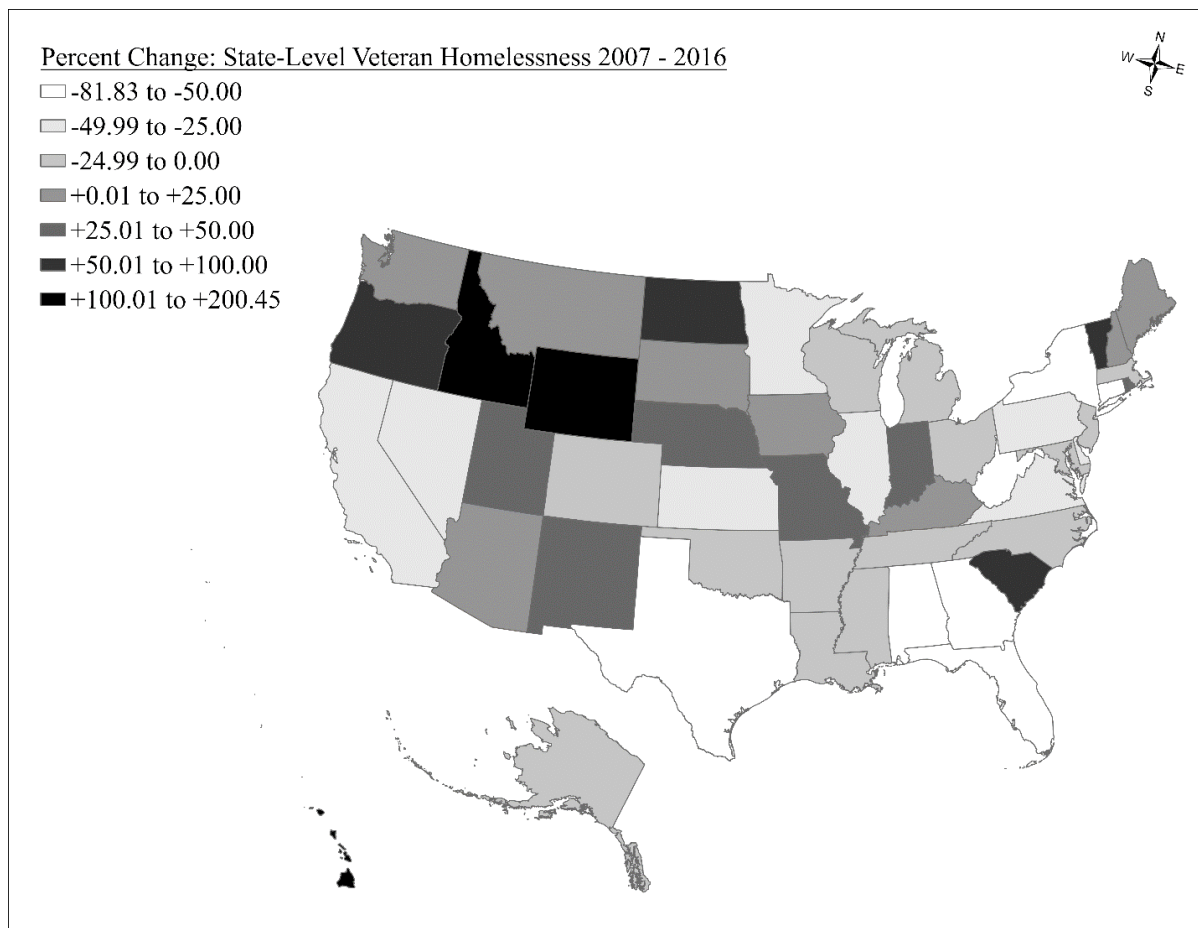 Percent Change: State-Level Veteran Homelessness 2007 - 2016
-81.83 to -50.00
-49.99 to -25.00
-24.99 to 0.00
+0.01 to +25.00
+25.01 to +50.00
+50.01 to +100.00
+100.01 to +200.45
N
W
E
S